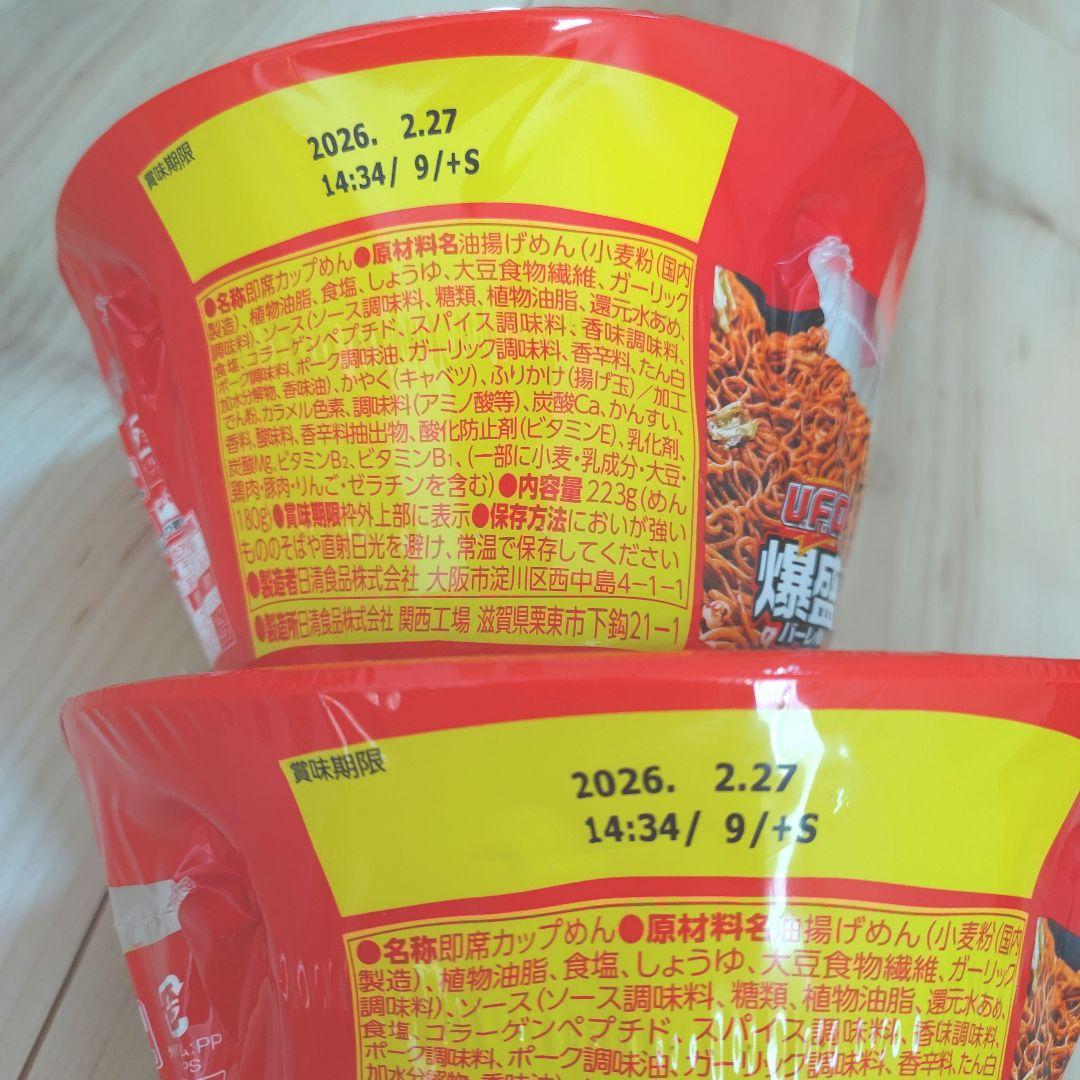 賞味期限
2026. 2.27
14:34/ 9/+S
●名称即席カップめん●原材料名油揚げめん(小麦粉(国内
製造)、植物油脂、食塩、しょうゆ、大豆食物繊維、ガーリック
調味料)、ソース(ソース調味料、糖類、植物油脂、還元水あめ、
食塩、コラーゲンペプチド、スパイス調味料、香味調味料、
ポーク調味料、ポーク調味油、ガーリック調味料、香辛料、たん白
加水分解物、香味油)、かやく(キャベツ)、ふりかけ(揚げ玉)/加工
でん粉、カラメル色素、調味料(アミノ酸等)、炭酸Ca、かんすい、
香料、酸味料、香辛料抽出物、酸化防止剤(ビタミンE)、乳化剤、
炭酸Mg、ビタミンB₂、ビタミンB₁、(一部に小麦・乳成分・大豆・
鶏肉・豚肉・りんご・ゼラチンを含む)●内容量223g(めん
180g)●賞味期限枠外上部に表示●保存方法においが強い
もののそばや直射日光を避け、常温で保存してください
●製造者日清食品株式会社 大阪市淀川区西中島4-1-1
●製造所日清食品株式会社 関西工場 滋賀県栗東市下鈎21-1
U.F.O
爆盛
賞味期限
2026. 2.27
14:34/ 9/+S
●名称即席カップめん●原材料名油揚げめん(小麦粉(国内
製造)、植物油脂、食塩、しょうゆ、大豆食物繊維、ガーリック
調味料)、ソース(ソース調味料、糖類、植物油脂、還元水あめ、
食塩、コラーゲンペプチド、スパイス調味料、香味調味料、
ポーク調味料、ポーク調味油、ガーリック調味料、香辛料、たん白
PP
PS